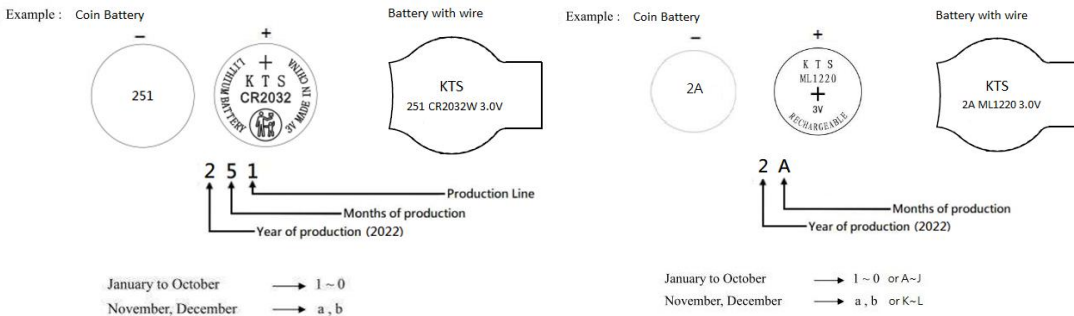 Example : Coin Battery
Battery with wire
−
+
251
LITHIUM BATTERY
+
K T S
CR2032
3V MADE IN CHINA
KTS
251 CR2032W 3.0V
2 5 1
Production Line
Months of production
Year of production (2022)
January to October → 1 ~ 0
November, December → a , b
Example : Coin Battery
Battery with wire
−
+
2A
K T S
ML1220
+
3V
RECHARGEABLE
KTS
2A ML1220 3.0V
2 A
Months of production
Year of production (2022)
January to October → 1 ~ 0 or A~J
November, December → a , b or K~L